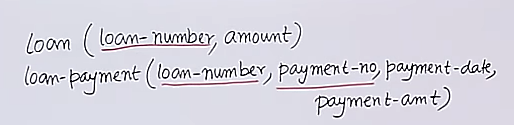 loan (loan-number, amount)
loan-payment (loan-number, payment-no, payment-date,
payment-amt)